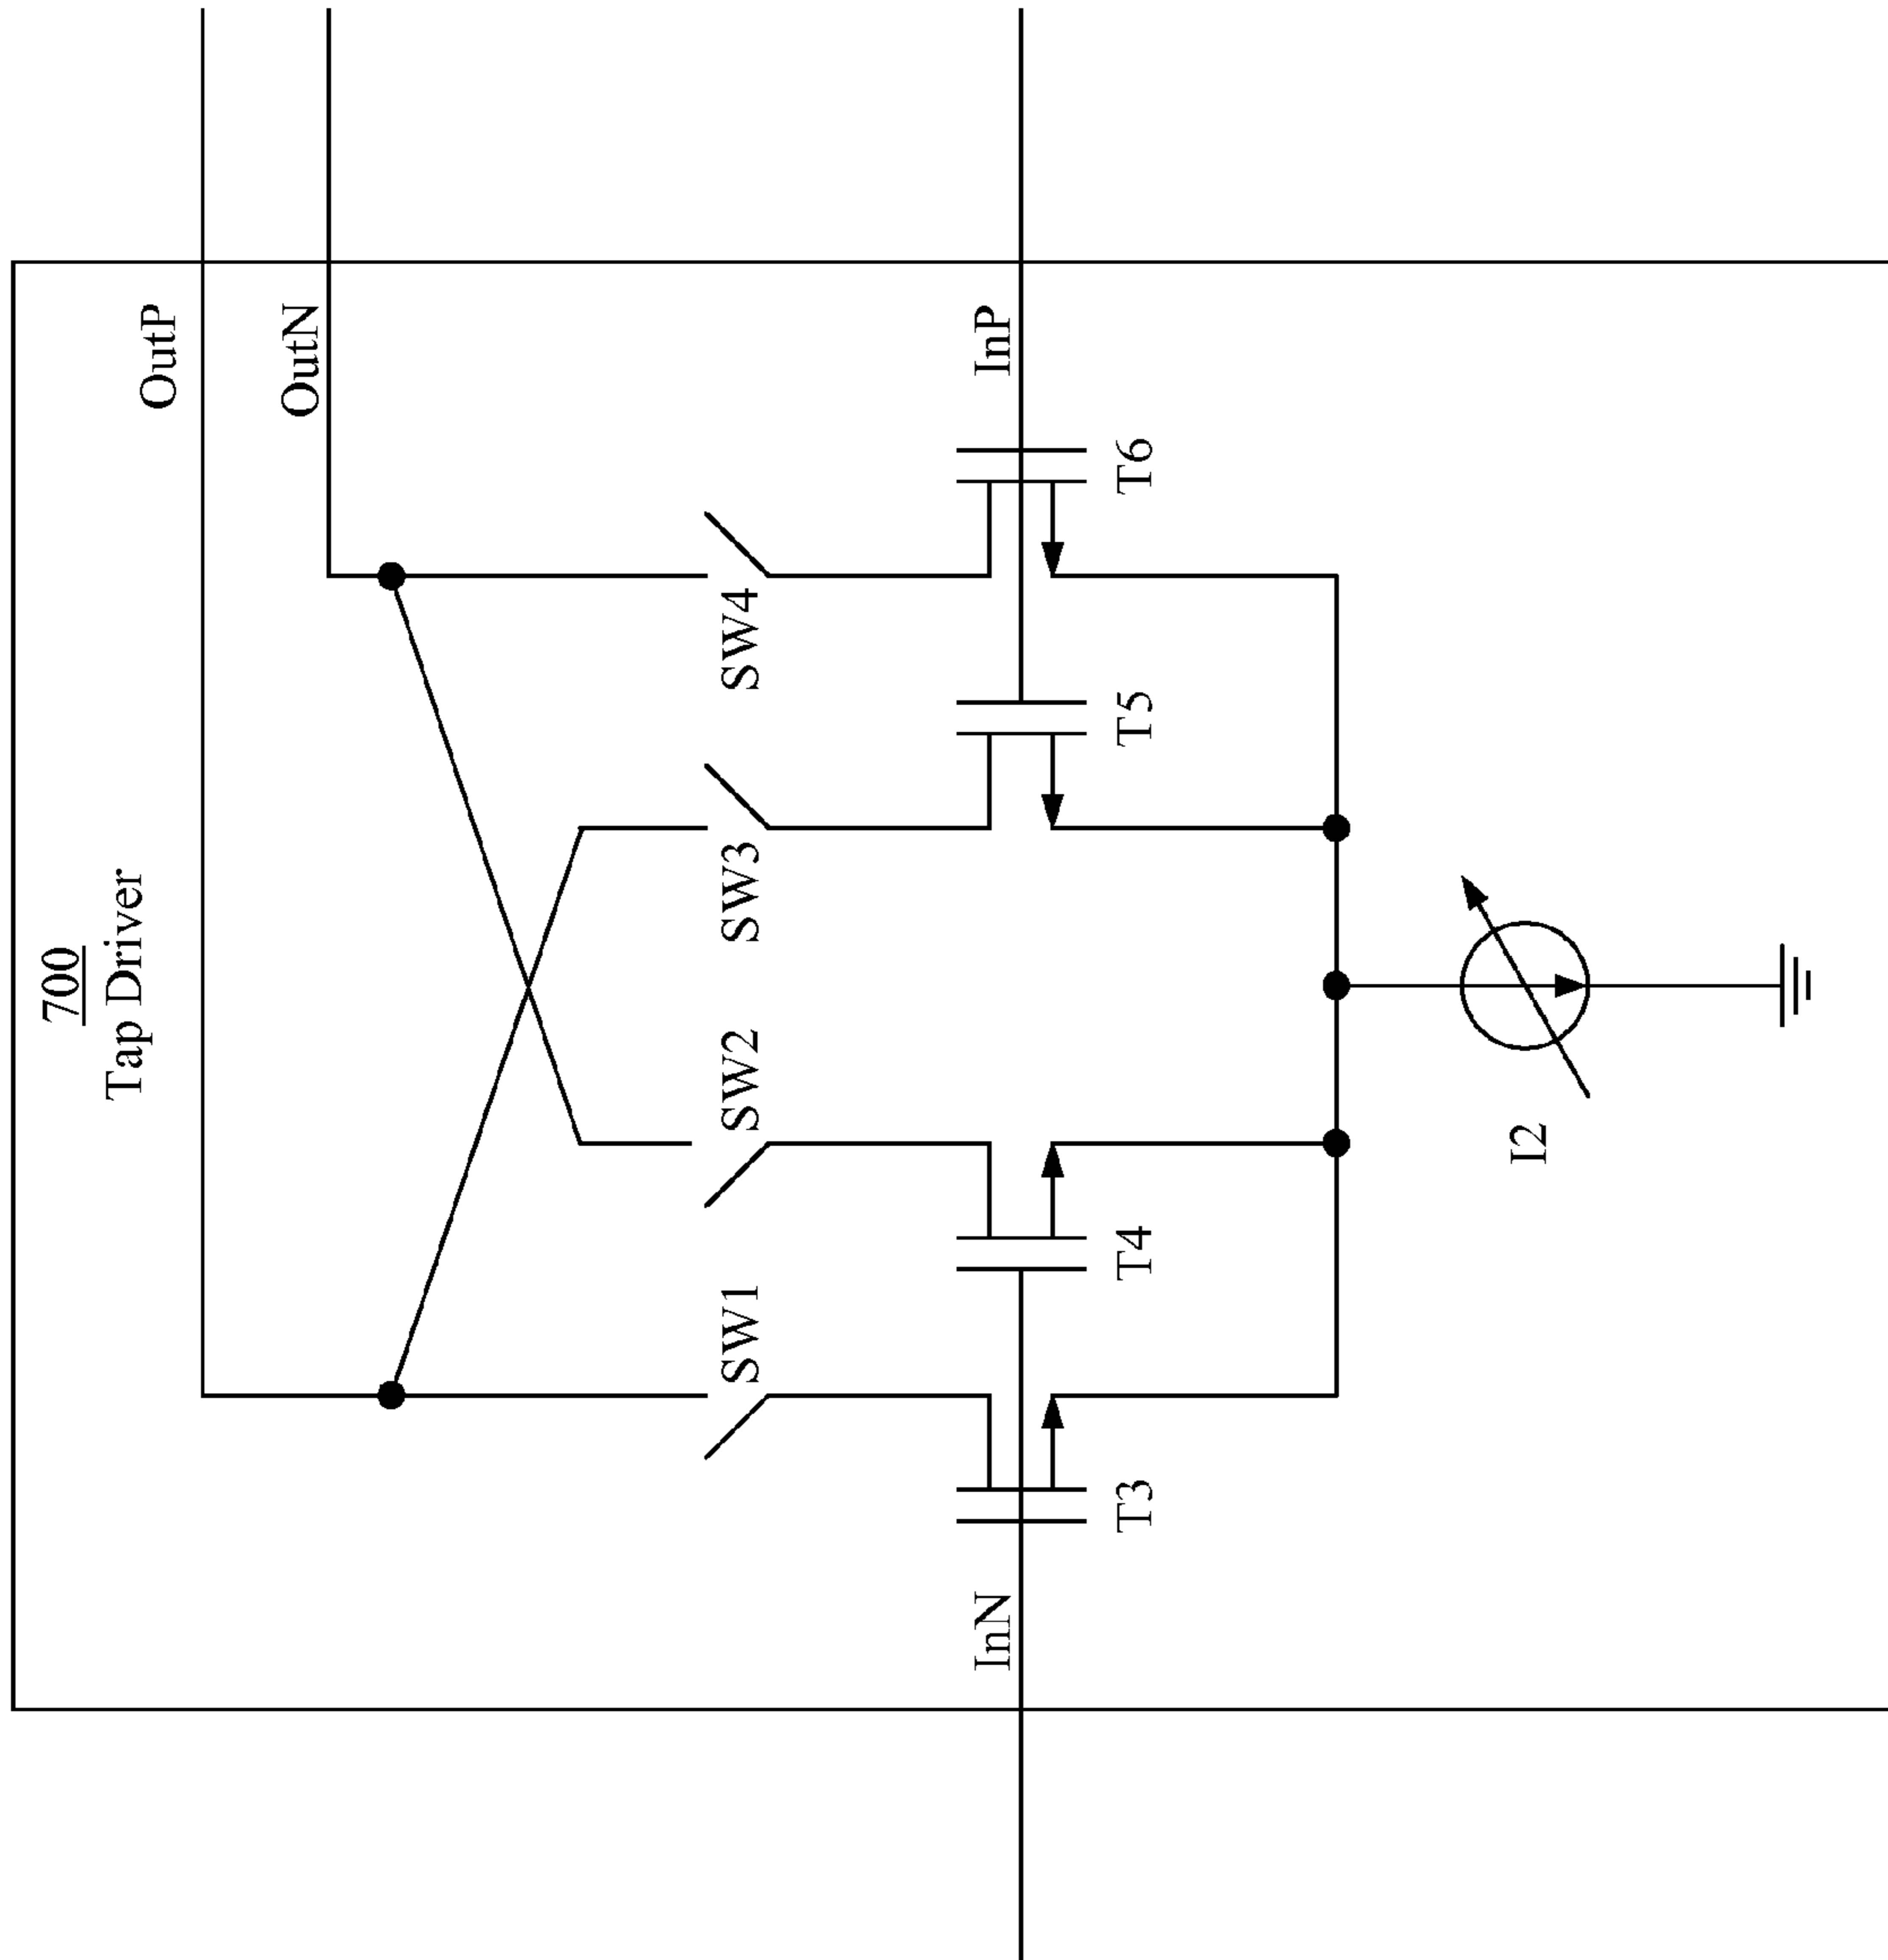 700
Tap Driver
OutP
OutN
SW1
SW2
SW3
SW4
InN
InP
T3
T4
T5
T6
I2